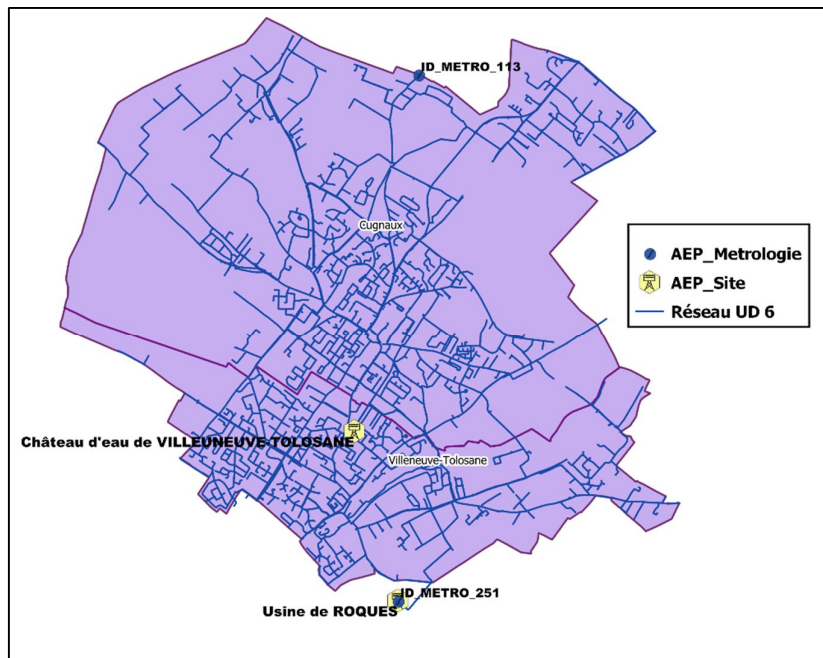 ID_METRO_113
Cugnaux
AEP_Metrologie
AEP_Site
Réseau UD 6
Château d'eau de VILLEUNEUVE-TOLOSANE
Villeneuve-Tolosane
ID_METRO_251
Usine de ROQUES